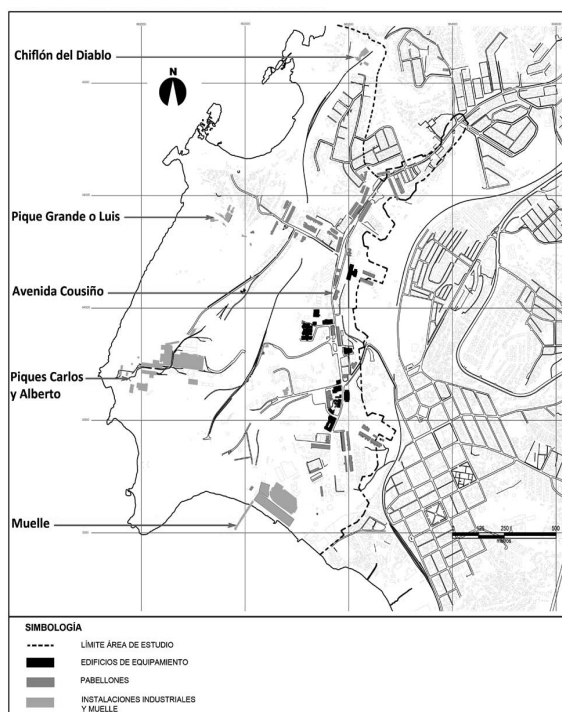 Chiflón del Diablo
N
Pique Grande o Luis
Avenida Cousiño
Piques Carlos
y Alberto
Muelle
250
500
SIMBOLOGÍA
LÍMITE ÁREA DE ESTUDIO
EDIFICIOS DE EQUIPAMIENTO
PABELLONES
INSTALACIONES INDUSTRIALES
Y MUELLE